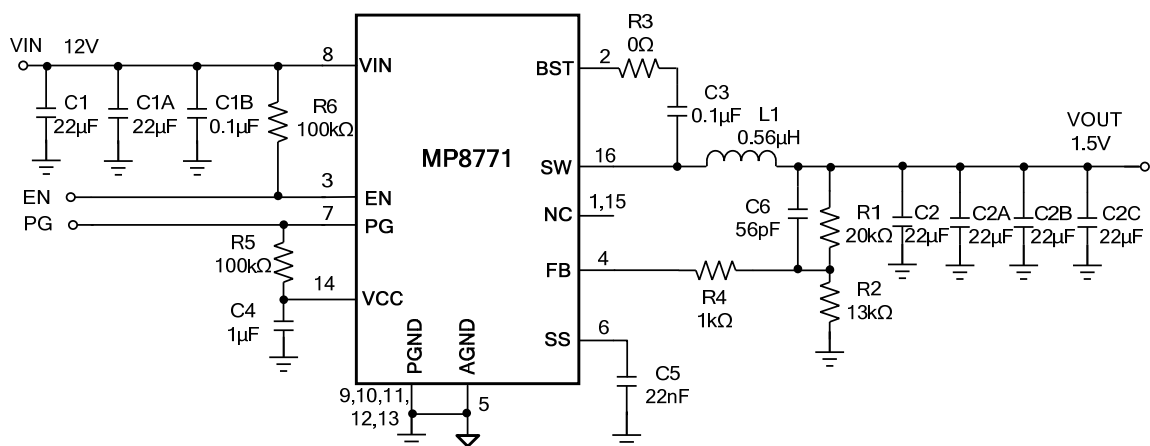 VIN 12V
8
VIN
C1
22µF
C1A
22µF
C1B
0.1µF
R6
100kΩ
EN
3
EN
PG
7
PG
R5
100kΩ
14
VCC
C4
1µF
MP8771
PGND
AGND
9,10,11,
12,13
5
BST
2
R3
0Ω
C3
0.1µF
L1
0.56µH
SW
16
NC
1,15
FB
4
R4
1kΩ
C6
56pF
R1
20kΩ
R2
13kΩ
SS
6
C5
22nF
C2
22µF
C2A
22µF
C2B
22µF
C2C
22µF
VOUT
1.5V